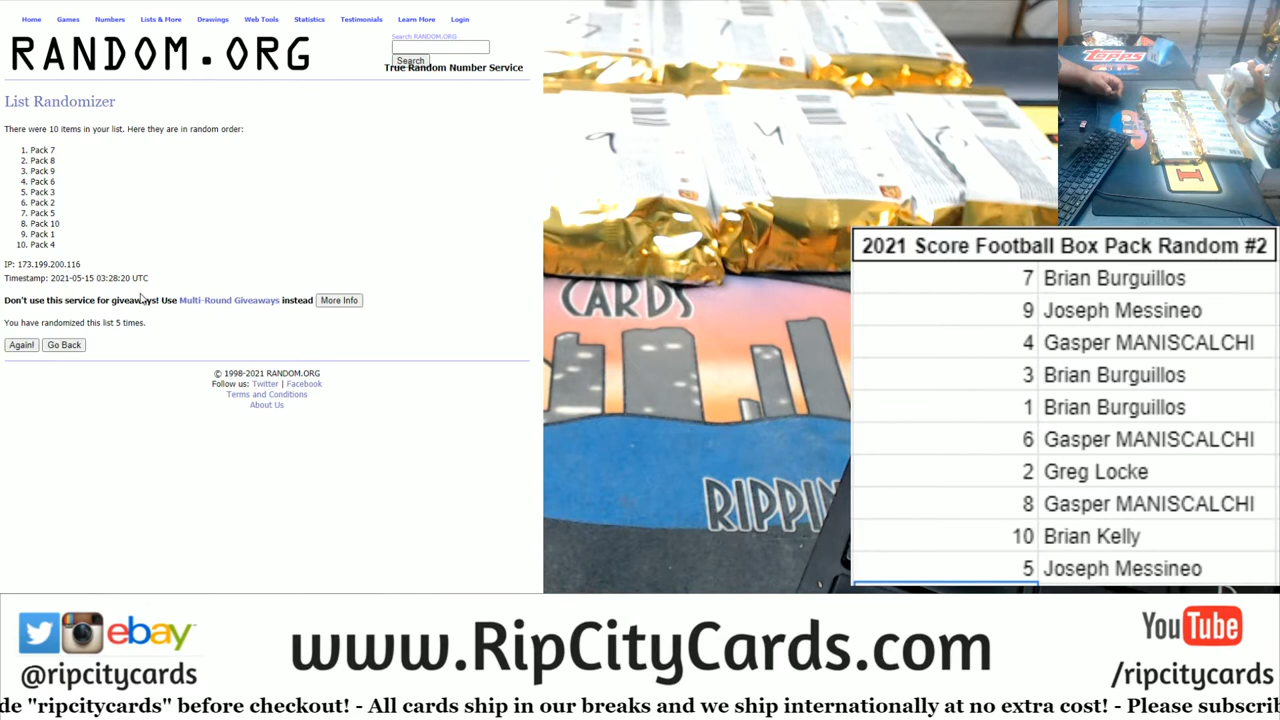 Home Games Numbers Lists & More Drawings Web Tools Statistics Testimonials Learn More Login
RANDOM.ORG
Search RANDOM.ORG
Search
True Random Number Service
List Randomizer
There were 10 items in your list. Here they are in random order:
1. Pack 7
2. Pack 8
3. Pack 9
4. Pack 6
5. Pack 3
6. Pack 2
7. Pack 5
8. Pack 10
9. Pack 1
10. Pack 4
IP: 173.199.200.116
Timestamp: 2021-05-15 03:28:20 UTC
Don't use this service for giveaways! Use Multi-Round Giveaways instead More Info
You have randomized this list 5 times.
Again! Go Back
© 1998-2021 RANDOM.ORG
Follow us: Twitter | Facebook
Terms and Conditions
About Us
9
4
CARDS
RIPPIN
topps
2021 Score Football Box Pack Random #2
7 Brian Burguillos
9 Joseph Messineo
4 Gasper MANISCALCHI
3 Brian Burguillos
1 Brian Burguillos
6 Gasper MANISCALCHI
2 Greg Locke
8 Gasper MANISCALCHI
10 Brian Kelly
5 Joseph Messineo
ebay
@ripcitycards
www.RipCityCards.com
YouTube
/ripcitycards
de "ripcitycards" before checkout! - All cards ship in our breaks and we ship internationally at no extra cost! - Please subscrib